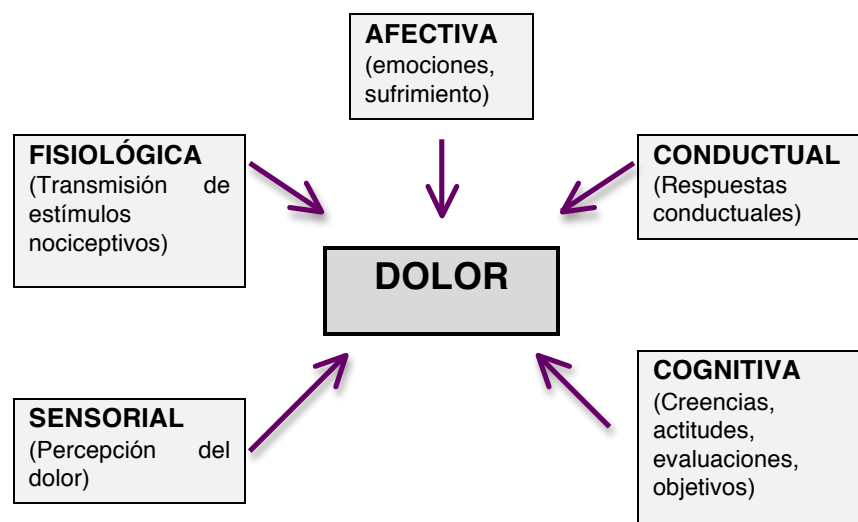 AFECTIVA
(emociones,
sufrimiento)
FISIOLÓGICA
(Transmisión de
estímulos
nociceptivos)
CONDUCTUAL
(Respuestas
conductuales)
DOLOR
SENSORIAL
(Percepción del
dolor)
COGNITIVA
(Creencias,
actitudes,
evaluaciones,
objetivos)